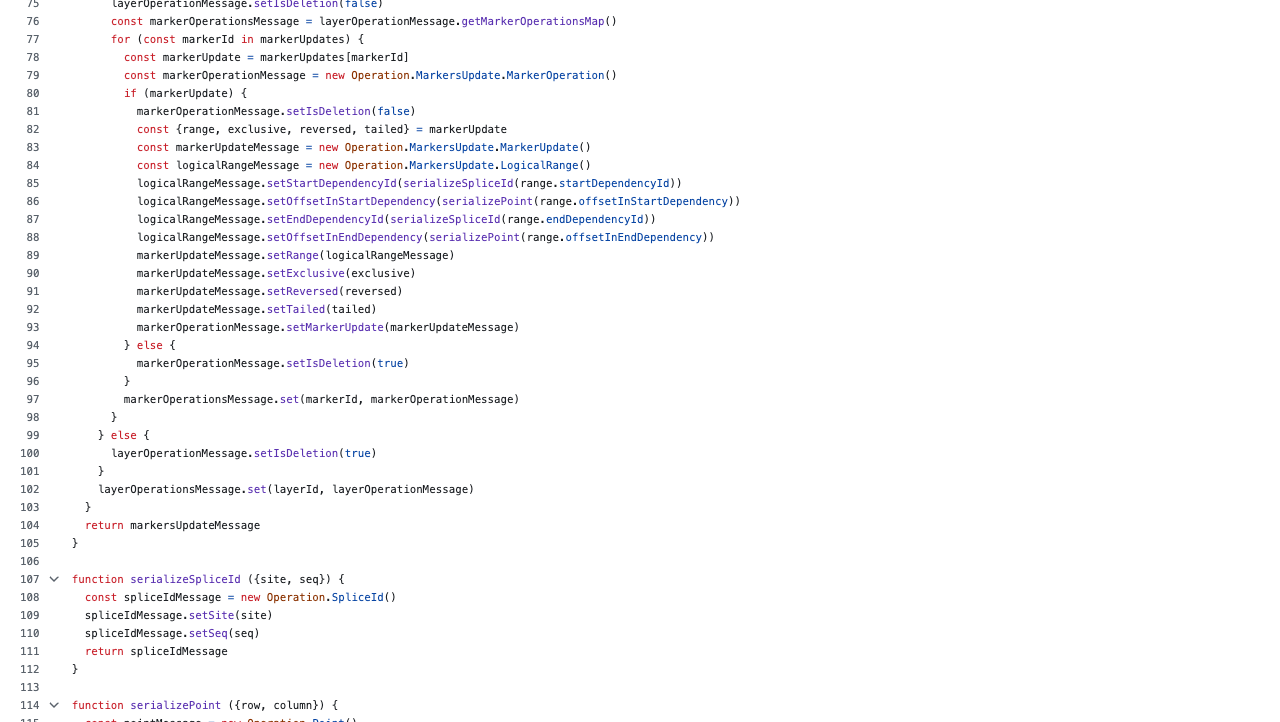 75 layerOperationMessage.setIsDeletion(false)
76 const markerOperationsMessage = layerOperationMessage.getMarkerOperationsMap()
77 for (const markerId in markerUpdates) {
78 const markerUpdate = markerUpdates[markerId]
79 const markerOperationMessage = new Operation.MarkersUpdate.MarkerOperation()
80 if (markerUpdate) {
81 markerOperationMessage.setIsDeletion(false)
82 const {range, exclusive, reversed, tailed} = markerUpdate
83 const markerUpdateMessage = new Operation.MarkersUpdate.MarkerUpdate()
84 const logicalRangeMessage = new Operation.MarkersUpdate.LogicalRange()
85 logicalRangeMessage.setStartDependencyId(serializeSpliceId(range.startDependencyId))
86 logicalRangeMessage.setOffsetInStartDependency(serializePoint(range.offsetInStartDependency))
87 logicalRangeMessage.setEndDependencyId(serializeSpliceId(range.endDependencyId))
88 logicalRangeMessage.setOffsetInEndDependency(serializePoint(range.offsetInEndDependency))
89 markerUpdateMessage.setRange(logicalRangeMessage)
90 markerUpdateMessage.setExclusive(exclusive)
91 markerUpdateMessage.setReversed(reversed)
92 markerUpdateMessage.setTailed(tailed)
93 markerOperationMessage.setMarkerUpdate(markerUpdateMessage)
94 } else {
95 markerOperationMessage.setIsDeletion(true)
96 }
97 markerOperationsMessage.set(markerId, markerOperationMessage)
98 }
99 } else {
100 layerOperationMessage.setIsDeletion(true)
101 }
102 layerOperationsMessage.set(layerId, layerOperationMessage)
103 }
104 return markersUpdateMessage
105 }
106
107 function serializeSpliceId ({site, seq}) {
108 const spliceIdMessage = new Operation.SpliceId()
109 spliceIdMessage.setSite(site)
110 spliceIdMessage.setSeq(seq)
111 return spliceIdMessage
112 }
113
114 function serializePoint ({row, column}) {
115 const pointMessage = new Operation.Point()